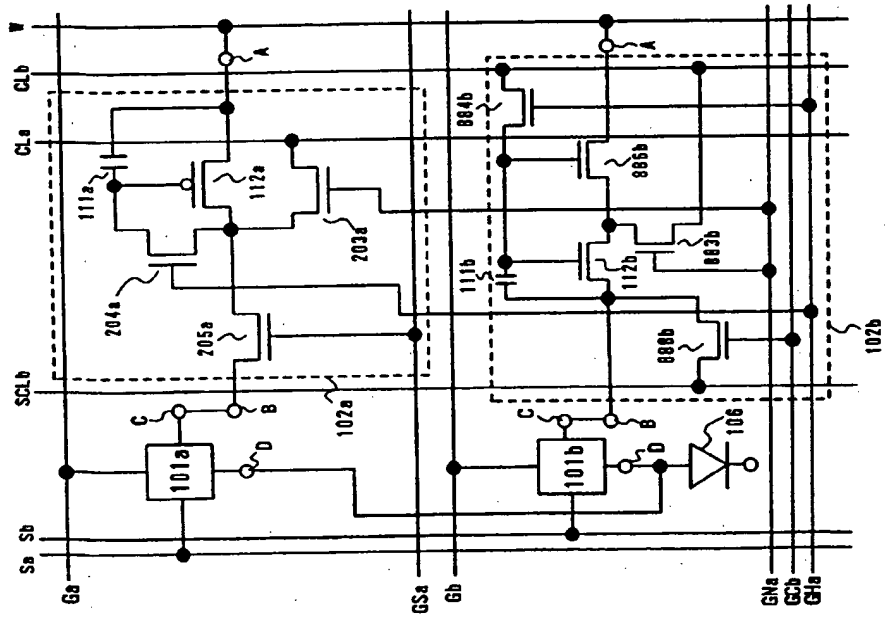 W
CLb
CLa
SCLb
Sb
Sa
A
111a
112a
204a
203a
205a
102a
C
B
101a
D
Ga
GSa
Gb
A
884b
886b
111b
112b
883b
888b
102b
C
B
101b
D
106
GNa
GCb
GHa